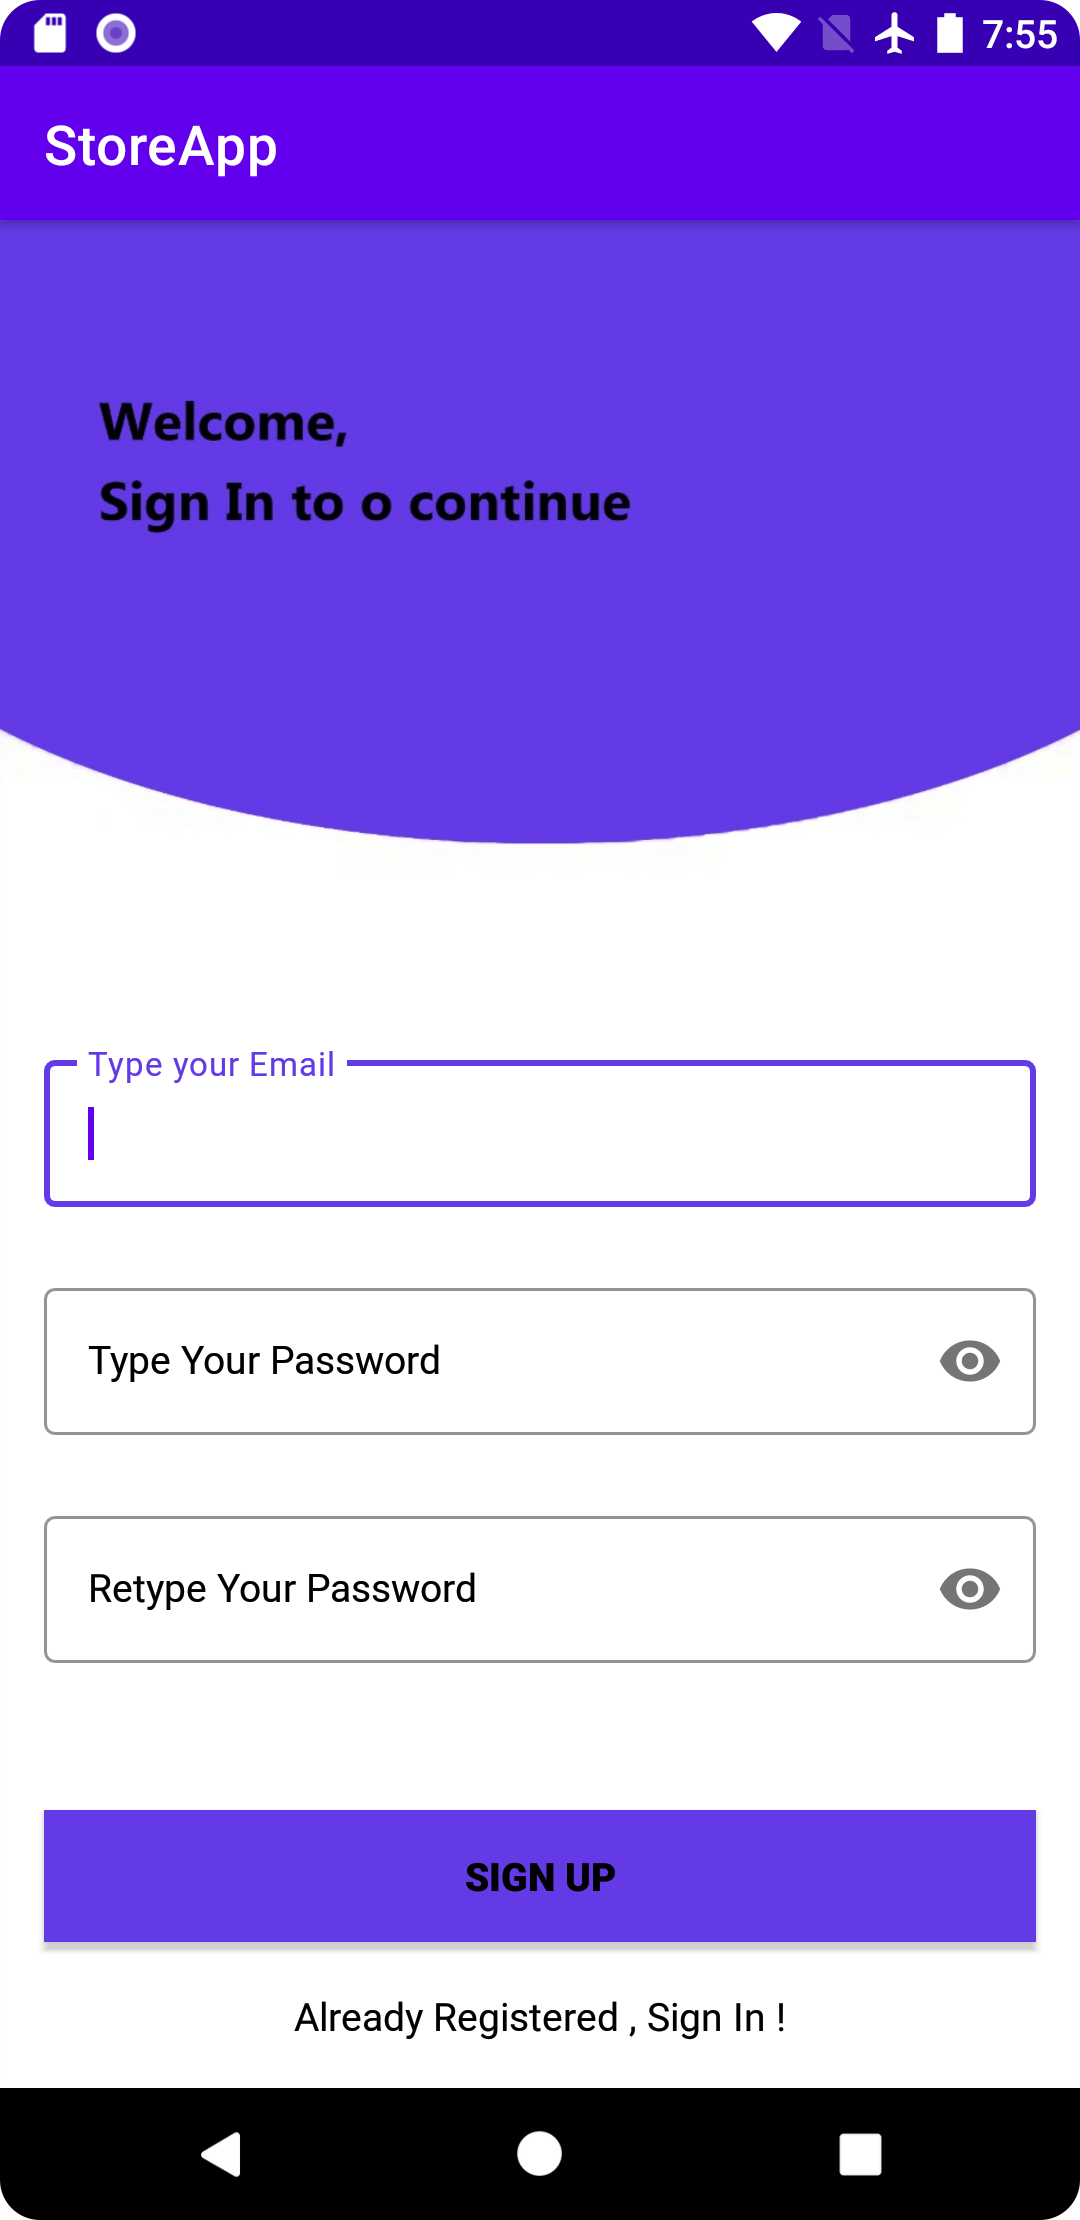 7:55
StoreApp
Welcome,
Sign In to o continue
Type your Email
Type Your Password
Retype Your Password
SIGN UP
Already Registered , Sign In !